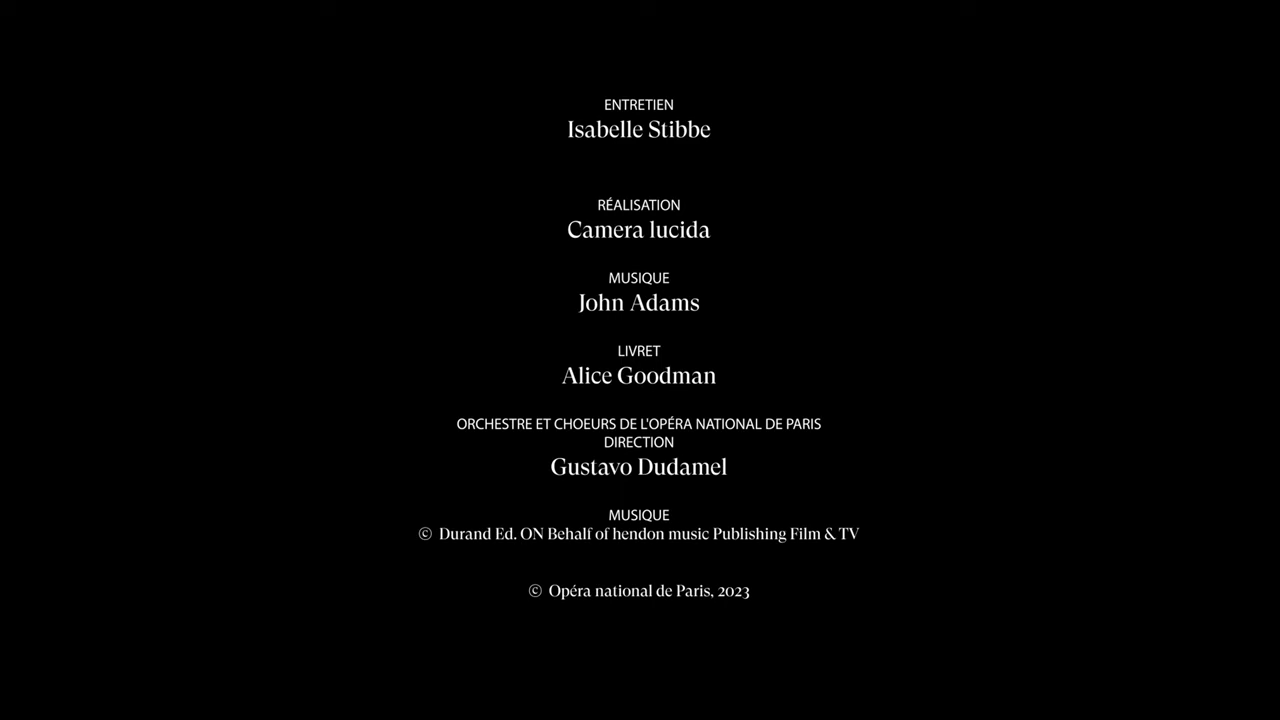 ENTRETIEN
Isabelle Stibbe
RÉALISATION
Camera lucida
MUSIQUE
John Adams
LIVRET
Alice Goodman
ORCHESTRE ET CHOEURS DE L'OPÉRA NATIONAL DE PARIS
DIRECTION
Gustavo Dudamel
MUSIQUE
© Durand Ed. ON Behalf of hendon music Publishing Film & TV
© Opéra national de Paris, 2023